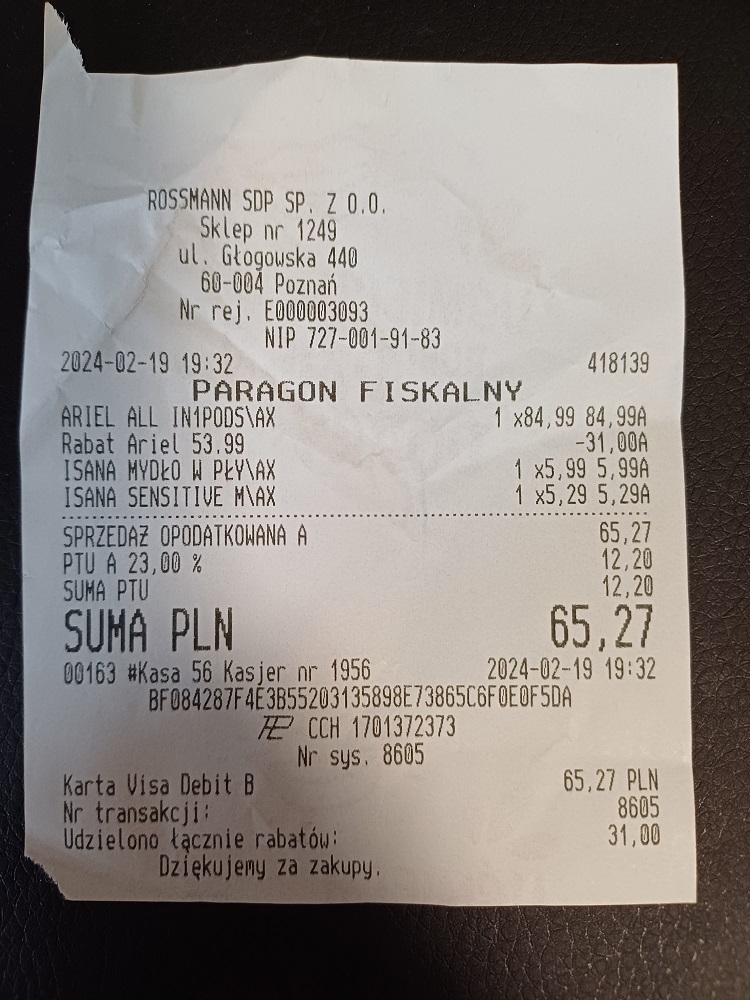 ROSSMANN SDP SP. Z O.O.
Sklep nr 1249
ul. Głogowska 440
60-004 Poznań
Nr rej. E000003093
NIP 727-001-91-83
2024-02-19 19:32 418139
PARAGON FISKALNY
ARIEL ALL IN1PODS\AX 1 x84,99 84,99A
Rabat Ariel 53.99 -31,00A
ISANA MYDŁO W PŁY\AX 1 x5,99 5,99A
ISANA SENSITIVE M\AX 1 x5,29 5,29A
SPRZEDAŻ OPODATKOWANA A 65,27
PTU A 23,00 % 12,20
SUMA PTU 12,20
SUMA PLN 65,27
00163 #Kasa 56 Kasjer nr 1956 2024-02-19 19:32
BF084287F4E3B55203135898E73865C6F0E0F5DA
CCH 1701372373
Nr sys. 8605
Karta Visa Debit B 65,27 PLN
Nr transakcji: 8605
Udzielono łącznie rabatów: 31,00
Dziękujemy za zakupy.